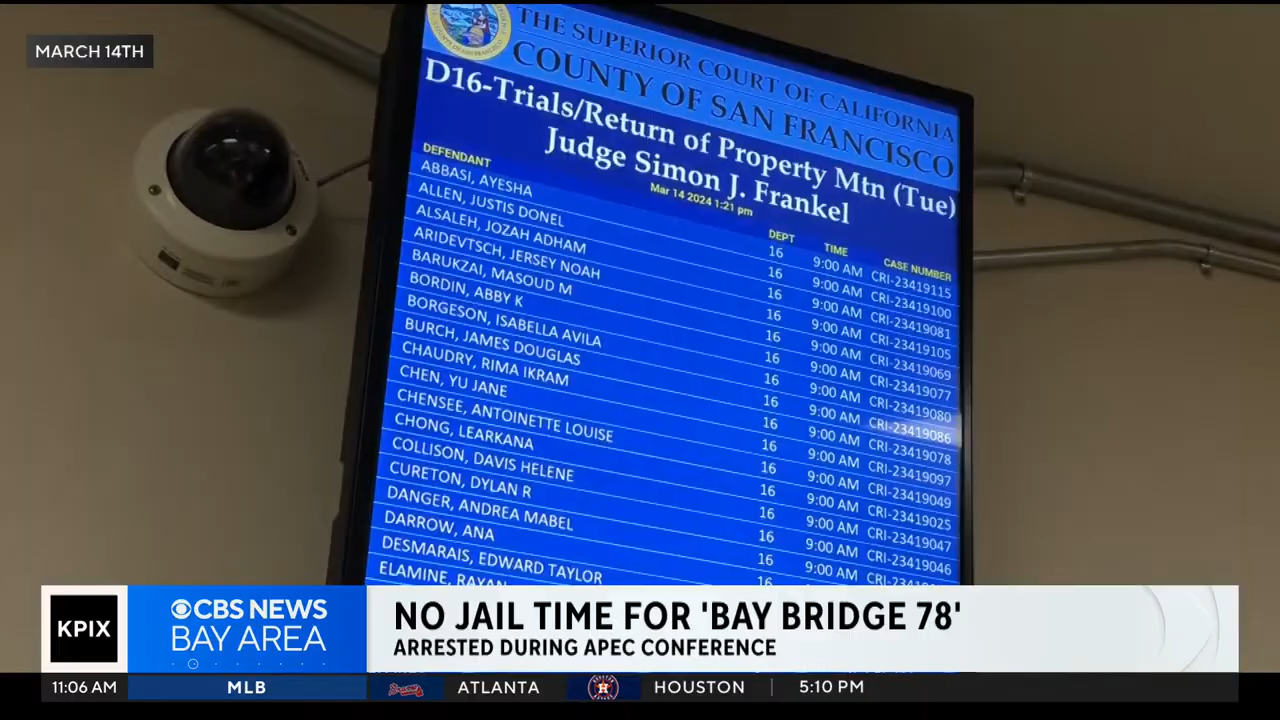 MARCH 14TH
THE SUPERIOR COURT OF CALIFORNIA
COUNTY OF SAN FRANCISCO
D16-Trials/Return of Property Mtn (Tue)
Judge Simon J. Frankel
Mar 14 2024 1:21 pm
DEFENDANT DEPT TIME CASE NUMBER
ABBASI, AYESHA 16 9:00 AM CRI-23419115
ALLEN, JUSTIS DONEL 16 9:00 AM CRI-23419100
ALSALEH, JOZAH ADHAM 16 9:00 AM CRI-23419081
ARIDEVTSCH, JERSEY NOAH 16 9:00 AM CRI-23419105
BARUKZAI, MASOUD M 16 9:00 AM CRI-23419069
BORDIN, ABBY K 16 9:00 AM CRI-23419077
BORGESON, ISABELLA AVILA 16 9:00 AM CRI-23419080
BURCH, JAMES DOUGLAS 16 9:00 AM CRI-23419086
CHAUDRY, RIMA IKRAM 16 9:00 AM CRI-23419078
CHEN, YU JANE 16 9:00 AM CRI-23419097
CHENSEE, ANTOINETTE LOUISE 16 9:00 AM CRI-23419049
CHONG, LEARKANA 16 9:00 AM CRI-23419025
COLLISON, DAVIS HELENE 16 9:00 AM CRI-23419047
CURETON, DYLAN R 16 9:00 AM CRI-23419046
DANGER, ANDREA MABEL 16 9:00 AM
DARROW, ANA 16
DESMARAIS, EDWARD TAYLOR
ELAMINE, RAYAN
KPIX
CBS NEWS
BAY AREA
NO JAIL TIME FOR 'BAY BRIDGE 78'
ARRESTED DURING APEC CONFERENCE
11:06 AM MLB Braves ATLANTA H HOUSTON 5:10 PM